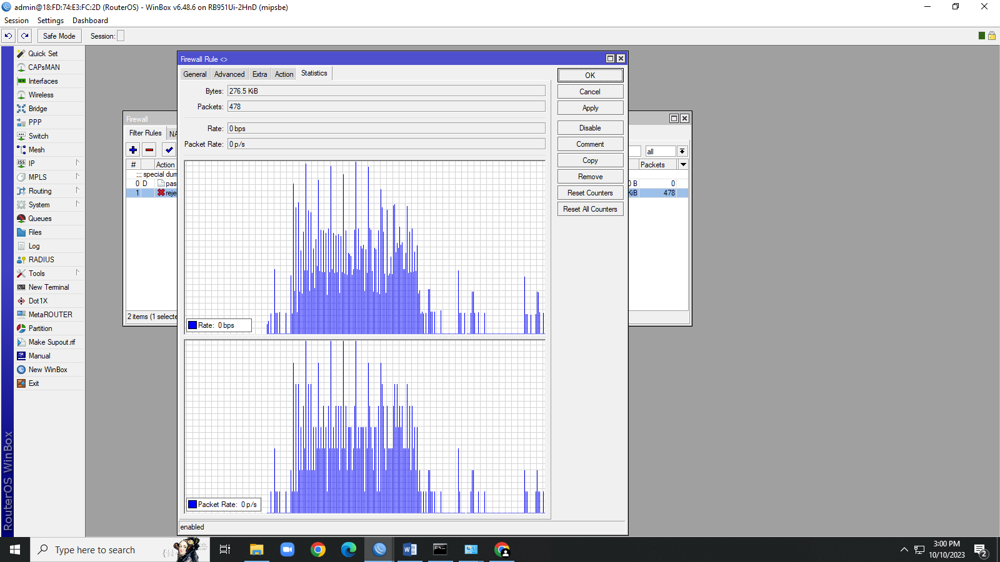 admin@18:FD:74:E3:FC:2D (RouterOS) - WinBox v6.48.6 on RB951Ui-2HnD (mipsbe)
Session Settings Dashboard
Safe Mode Session:
Quick Set
CAPsMAN
Interfaces
Wireless
Bridge
PPP
Switch
Mesh
IP
MPLS
Routing
System
Queues
Files
Log
RADIUS
Tools
New Terminal
Dot1X
MetaROUTER
Partition
Make Supout.rif
Manual
New WinBox
Exit
RouterOS WinBox
Firewall
Filter Rules NA
all
# Action Packets
;;; special dum
0 D pas 0 B 0
1 reje KiB 478
2 items (1 selecte
Firewall Rule <>
General Advanced Extra Action Statistics
Bytes: 276.5 KiB
Packets: 478
Rate: 0 bps
Packet Rate: 0 p/s
Rate: 0 bps
Packet Rate: 0 p/s
enabled
OK
Cancel
Apply
Disable
Comment
Copy
Remove
Reset Counters
Reset All Counters
Type here to search
3:00 PM
10/10/2023
2